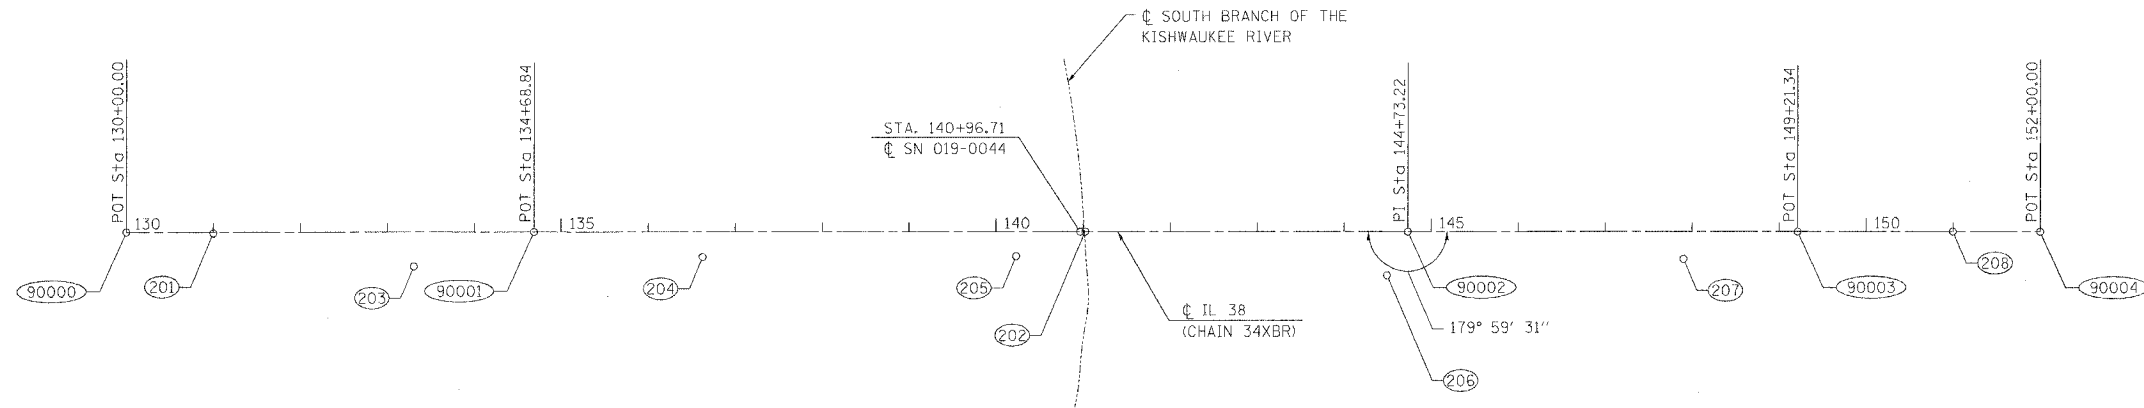 ℄ SOUTH BRANCH OF THE
KISHWAUKEE RIVER
POT Sta 130+00.00
POT Sta 134+68.84
STA. 140+96.71
℄ SN 019-0044
PI Sta 144+73.22
POT Sta 149+21.34
POT Sta 152+00.00
130
135
140
145
150
90000
201
203
90001
204
205
202
℄ IL 38
(CHAIN 34XBR)
90002
179° 59' 31"
206
207
90003
208
90004